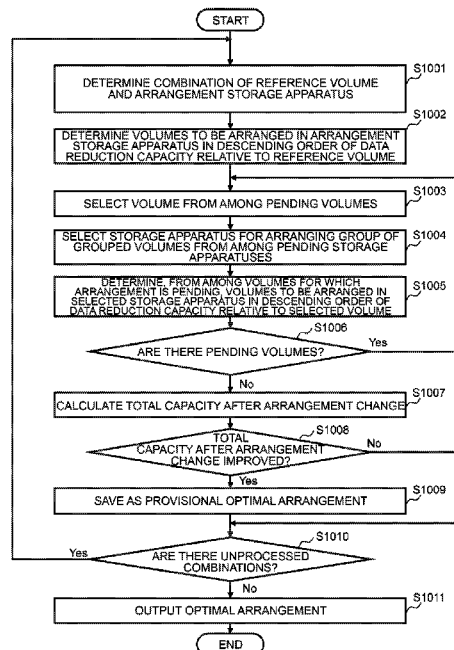 START
S1001
DETERMINE COMBINATION OF REFERENCE VOLUME
AND ARRANGEMENT STORAGE APPARATUS
S1002
DETERMINE VOLUMES TO BE ARRANGED IN ARRANGEMENT
STORAGE APPARATUS IN DESCENDING ORDER OF DATA
REDUCTION CAPACITY RELATIVE TO REFERENCE VOLUME
S1003
SELECT VOLUME FROM AMONG PENDING VOLUMES
S1004
SELECT STORAGE APPARATUS FOR ARRANGING GROUP OF
GROUPED VOLUMES FROM AMONG PENDING STORAGE
APPARATUSES
S1005
DETERMINE, FROM AMONG VOLUMES FOR WHICH
ARRANGEMENT IS PENDING, VOLUMES TO BE ARRANGED IN
SELECTED STORAGE APPARATUS IN DESCENDING ORDER OF
DATA REDUCTION CAPACITY RELATIVE TO SELECTED VOLUME
S1006
ARE THERE PENDING VOLUMES?
Yes
No
S1007
CALCULATE TOTAL CAPACITY AFTER ARRANGEMENT CHANGE
S1008
TOTAL
CAPACITY AFTER ARRANGEMENT
CHANGE IMPROVED?
No
Yes
S1009
SAVE AS PROVISIONAL OPTIMAL ARRANGEMENT
S1010
Yes
ARE THERE UNPROCESSED
COMBINATIONS?
No
S1011
OUTPUT OPTIMAL ARRANGEMENT
END